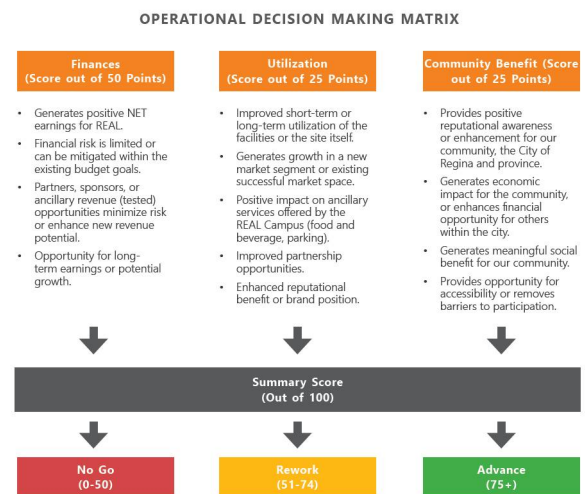 OPERATIONAL DECISION MAKING MATRIX
Finances
(Score out of 50 Points)
• Generates positive NET
earnings for REAL.
• Financial risk is limited or
can be mitigated within the
existing budget goals.
• Partners, sponsors, or
ancillary revenue (tested)
opportunities minimize risk
or enhance new revenue
potential.
• Opportunity for long-
term earnings or potential
growth.
Utilization
(Score out of 25 Points)
• Improved short-term or
long-term utilization of the
facilities or the site itself.
• Generates growth in a new
market segment or existing
successful market space.
• Positive impact on ancillary
services offered by the
REAL Campus (food and
beverage, parking).
• Improved partnership
opportunities.
• Enhanced reputational
benefit or brand position.
Community Benefit (Score
out of 25 Points)
• Provides positive
reputational awareness
or enhancement for our
community, the City of
Regina and province.
• Generates economic
impact for the community,
or enhances financial
opportunity for others
within the city.
• Generates meaningful social
benefit for our community.
• Provides opportunity for
accessibility or removes
barriers to participation.
Summary Score
(Out of 100)
No Go
(0-50)
Rework
(51-74)
Advance
(75+)